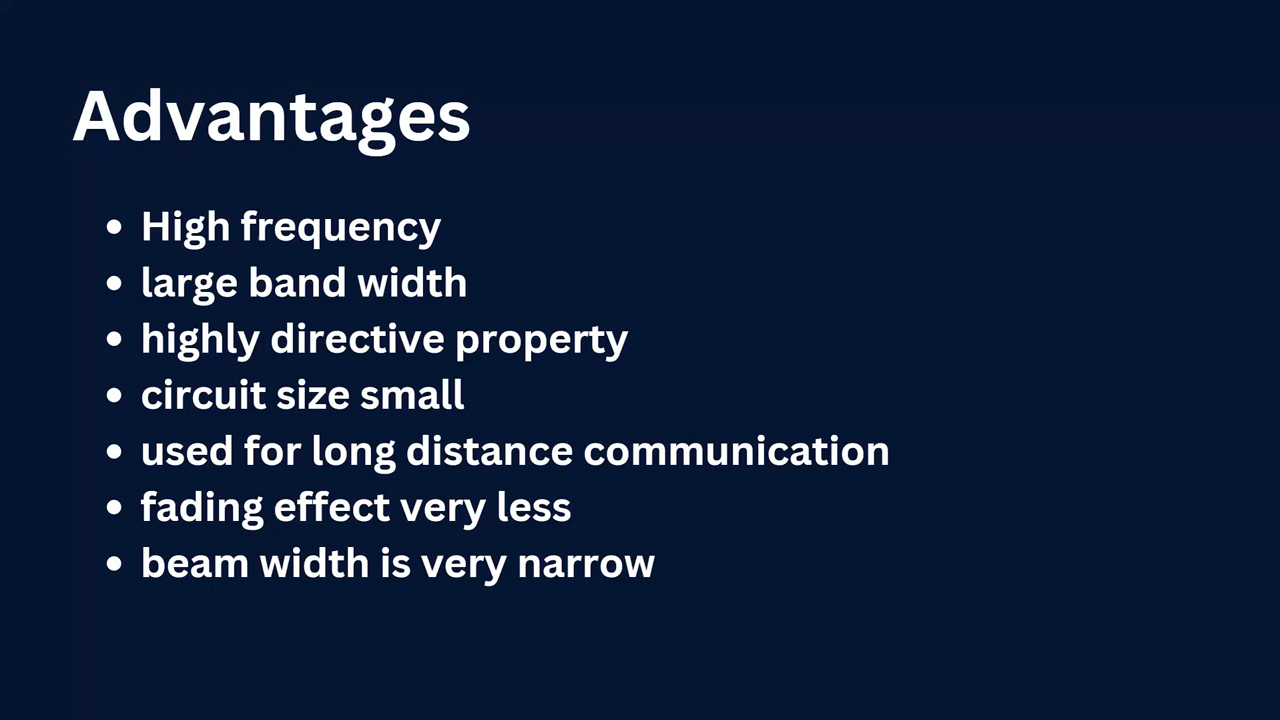 Advantages
• High frequency
• large band width
• highly directive property
• circuit size small
• used for long distance communication
• fading effect very less
• beam width is very narrow